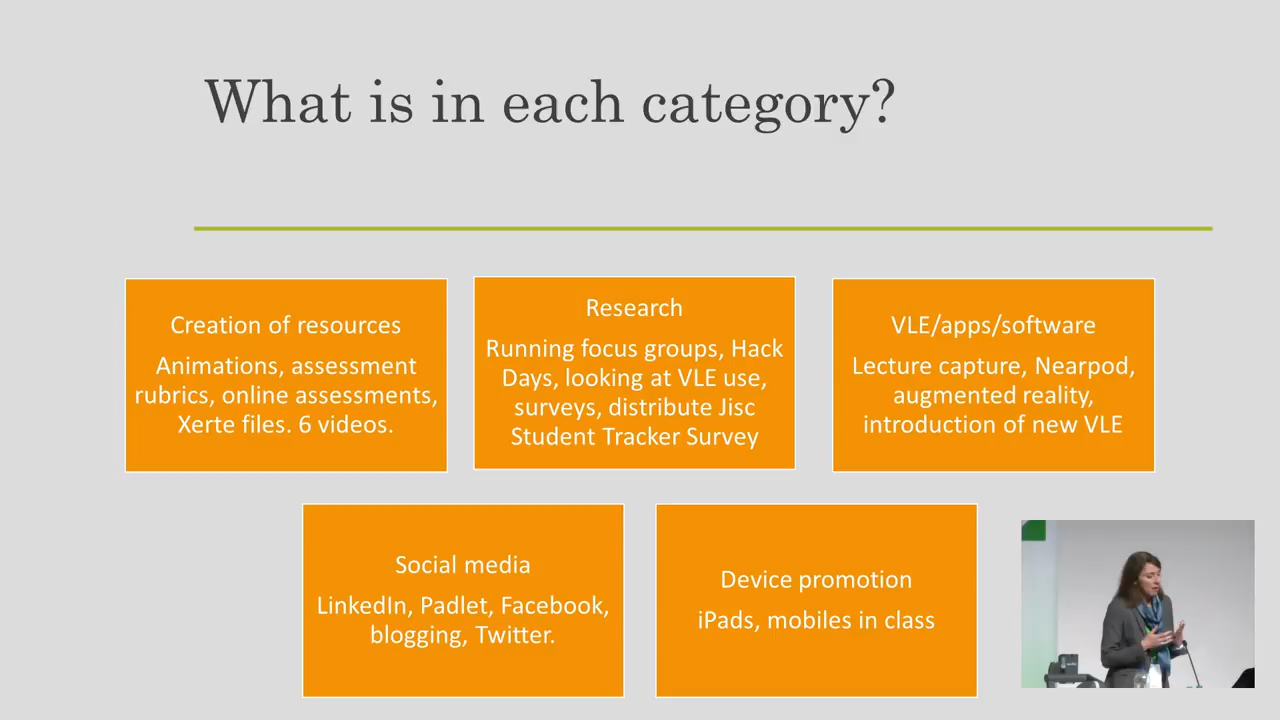 What is in each category?
Creation of resources
Animations, assessment
rubrics, online assessments,
Xerte files. 6 videos.
Research
Running focus groups, Hack
Days, looking at VLE use,
surveys, distribute Jisc
Student Tracker Survey
VLE/apps/software
Lecture capture, Nearpod,
augmented reality,
introduction of new VLE
Social media
LinkedIn, Padlet, Facebook,
blogging, Twitter.
Device promotion
iPads, mobiles in class